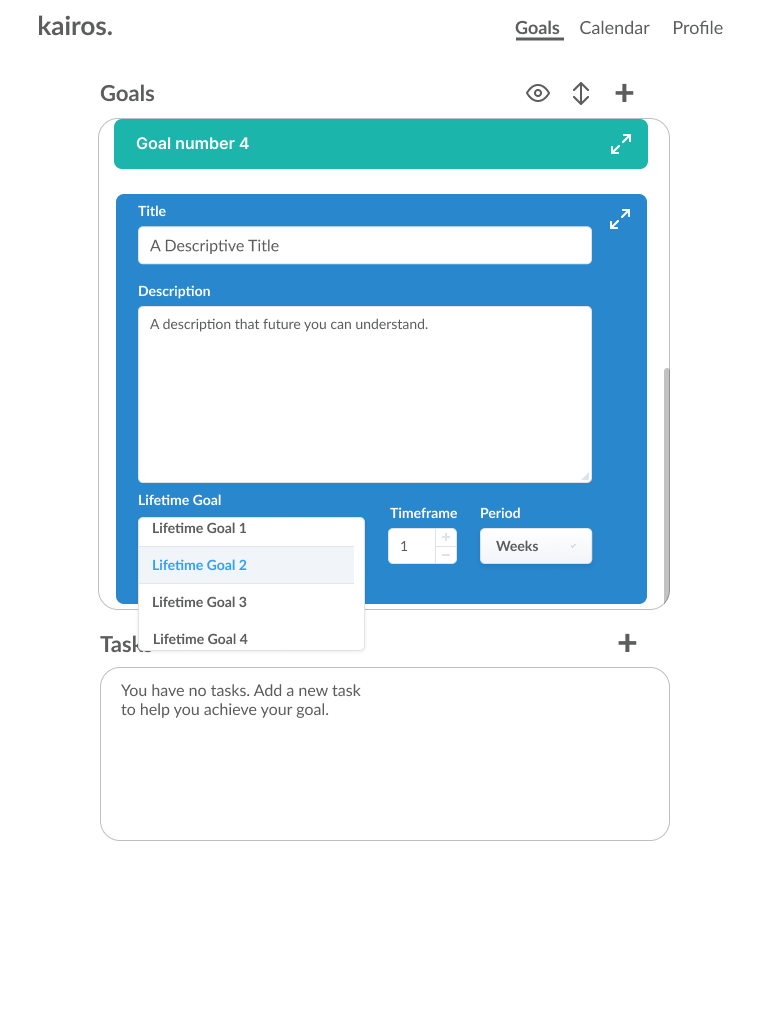 kairos.
Goals Calendar Profile
Goals
Goal number 4
Title
A Descriptive Title
Description
A description that future you can understand.
Lifetime Goal
Timeframe
Period
Lifetime Goal 1
Lifetime Goal 2
Lifetime Goal 3
Lifetime Goal 4
1
Weeks
Tasks
You have no tasks. Add a new task
to help you achieve your goal.